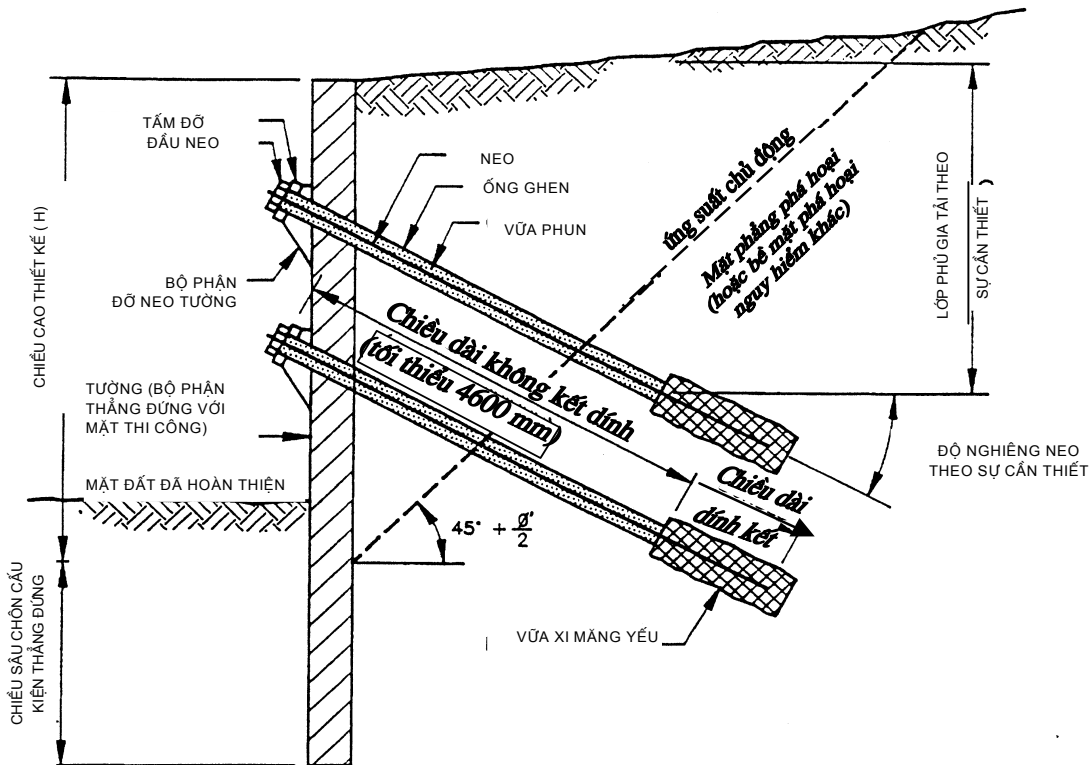 TẤM ĐỠ
ĐẦU NEO
NEO
ỐNG GHEN
VỮA PHUN
BỘ PHẬN
ĐỠ NEO TƯỜNG
CHIỀU CAO THIẾT KẾ (H)
TƯỜNG (BỘ PHẬN
THẲNG ĐỨNG VỚI
MẶT THI CÔNG)
MẶT ĐẤT ĐÃ HOÀN THIỆN
CHIỀU SÂU CHÔN CẤU
KIỆN THẲNG ĐỨNG
ứng suất chủ động
Mặt phẳng phá hoại
(hoặc bề mặt phá hoại
nguy hiểm khác)
LỚP PHỦ GIA TẢI THEO
SỰ CẦN THIẾT )
Chiều dài không kết dính
(tối thiểu 4600 mm)
Chiều dài
dính kết
ĐỘ NGHIÊNG NEO
THEO SỰ CẦN THIẾT
45° + Ø'/2
VỮA XI MĂNG YẾU